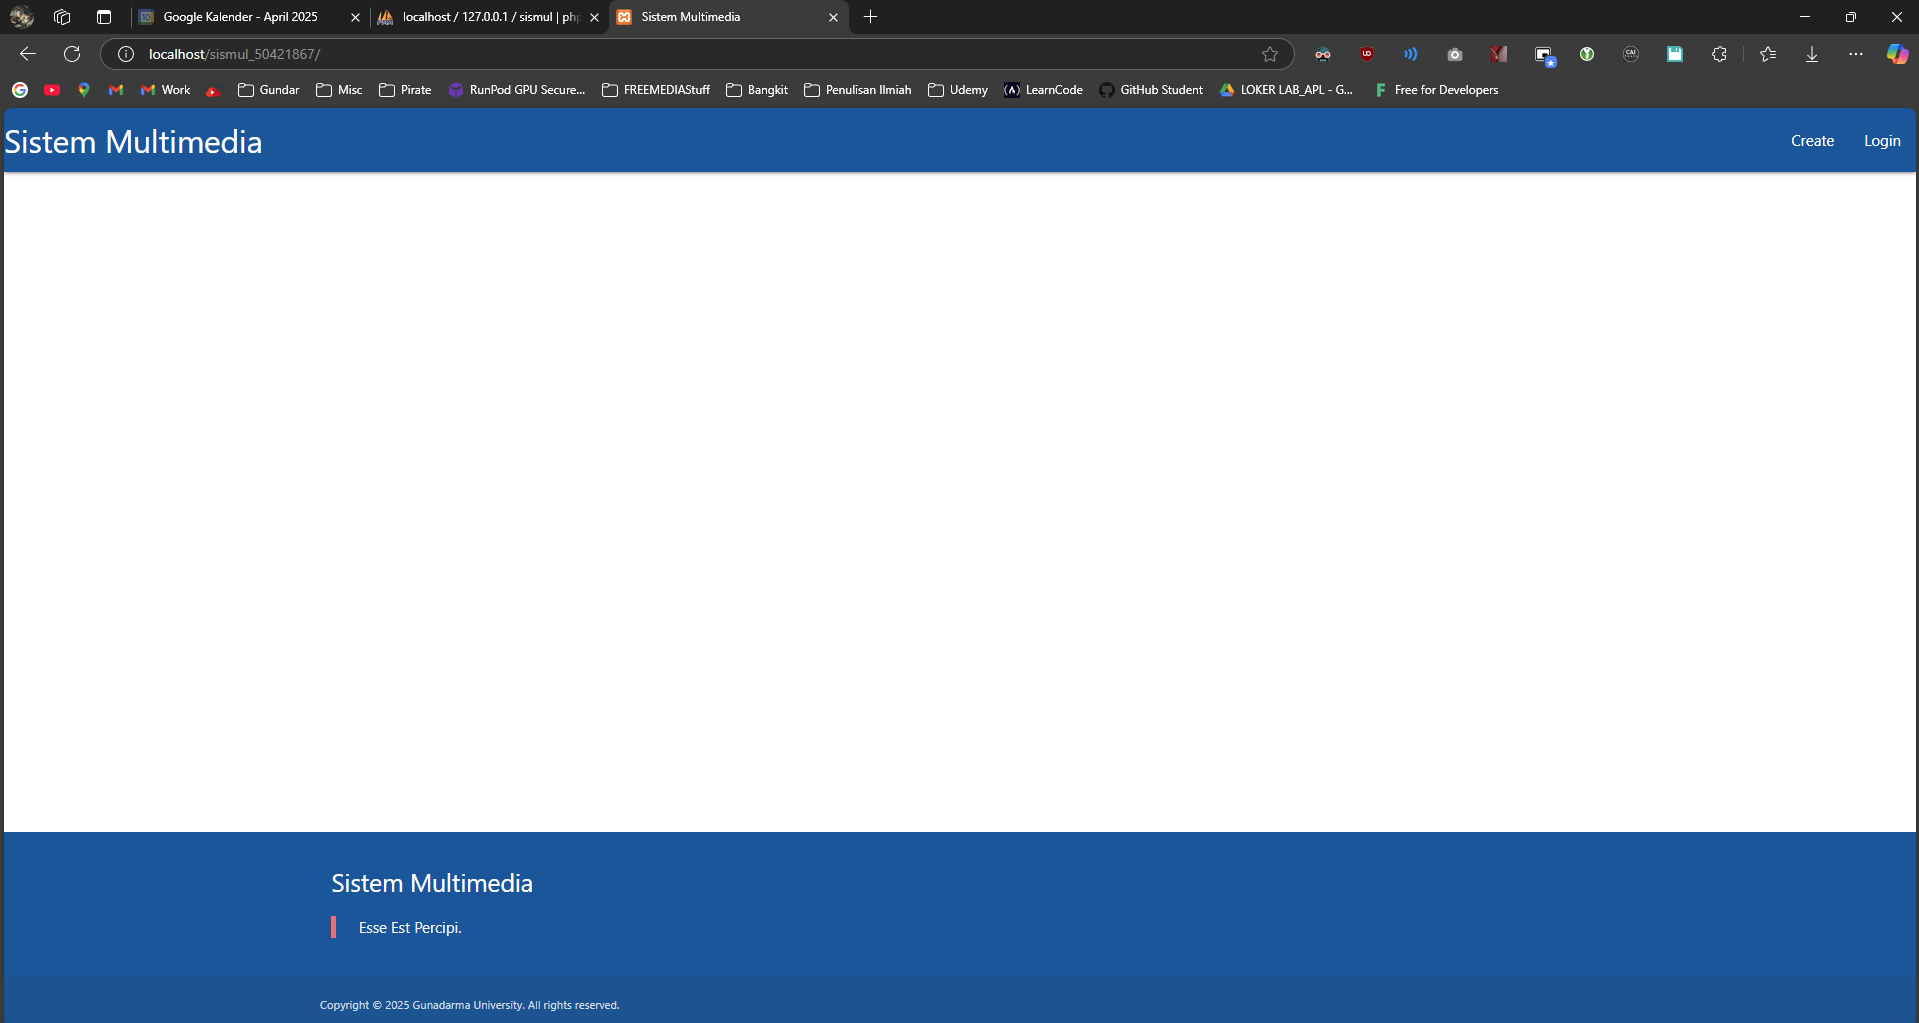 Google Kalender - April 2025
localhost / 127.0.0.1 / sismul | ph
Sistem Multimedia
localhost/sismul_50421867/
Work
Gundar
Misc
Pirate
RunPod GPU Secure...
FREEMEDIAStuff
Bangkit
Penulisan Ilmiah
Udemy
LearnCode
GitHub Student
LOKER LAB_APL - G...
Free for Developers
Sistem Multimedia
Create
Login
Sistem Multimedia
Esse Est Percipi.
Copyright © 2025 Gunadarma University. All rights reserved.